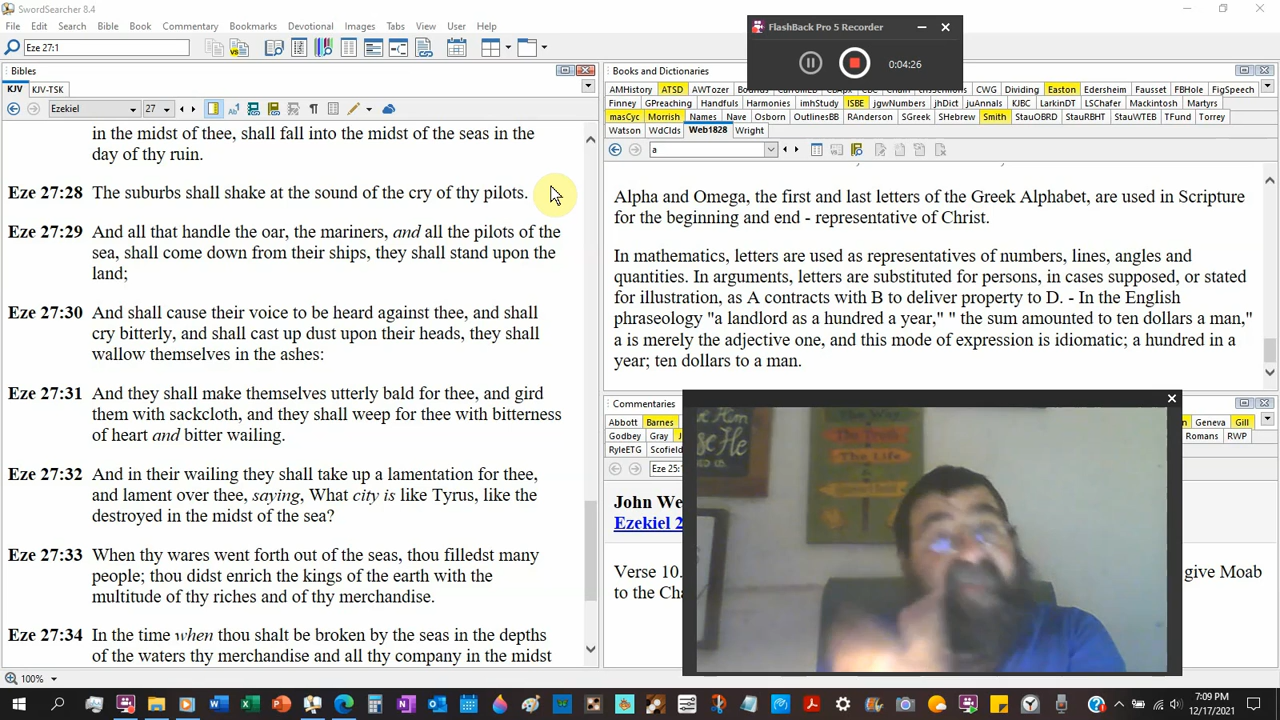 SwordSearcher 8.4
File Edit Search Bible Book Commentary Bookmarks Devotional Images Tabs View User Help
Eze 27:1
VS
Bibles
KJV KJV-TSK
Ezekiel 27
in the midst of thee, shall fall into the midst of the seas in the
day of thy ruin.
Eze 27:28 The suburbs shall shake at the sound of the cry of thy pilots.
Eze 27:29 And all that handle the oar, the mariners, and all the pilots of the
sea, shall come down from their ships, they shall stand upon the
land;
Eze 27:30 And shall cause their voice to be heard against thee, and shall
cry bitterly, and shall cast up dust upon their heads, they shall
wallow themselves in the ashes:
Eze 27:31 And they shall make themselves utterly bald for thee, and gird
them with sackcloth, and they shall weep for thee with bitterness
of heart and bitter wailing.
Eze 27:32 And in their wailing they shall take up a lamentation for thee,
and lament over thee, saying, What city is like Tyrus, like the
destroyed in the midst of the sea?
Eze 27:33 When thy wares went forth out of the seas, thou filledst many
people; thou didst enrich the kings of the earth with the
multitude of thy riches and of thy merchandise.
Eze 27:34 In the time when thou shalt be broken by the seas in the depths
of the waters thy merchandise and all thy company in the midst
100%
FlashBack Pro 5 Recorder
0:04:26
Books and Dictionaries
AMHistory ATSD AWTozer CWG Dividing Easton Edersheim Fausset FBHole FigSpeech
Finney GPreaching Handfuls Harmonies imhStudy ISBE jgwNumbers jhDict juAnnals KJBC LarkinDT LSChafer Mackintosh Martyrs
masCyc Morrish Names Nave Osborn OutlinesBB RAnderson SGreek SHebrew Smith StauOBRD StauRBHT StauWTEB TFund Torrey
Watson WdClds Web1828 Wright
a
Alpha and Omega, the first and last letters of the Greek Alphabet, are used in Scripture
for the beginning and end - representative of Christ.
In mathematics, letters are used as representatives of numbers, lines, angles and
quantities. In arguments, letters are substituted for persons, in cases supposed, or stated
for illustration, as A contracts with B to deliver property to D. - In the English
phraseology "a landlord as a hundred a year," " the sum amounted to ten dollars a man,"
a is merely the adjective one, and this mode of expression is idiomatic; a hundred in a
year; ten dollars to a man.
Commentaries
Abbott Barnes Geneva Gill
Godbey Gray Romans RWP
RyleETG Scofield
Eze 25:
John We
Ezekiel 2
Verse 10. give Moab
to the Cha
The Way
The Truth
The Life
7:09 PM
12/17/2021